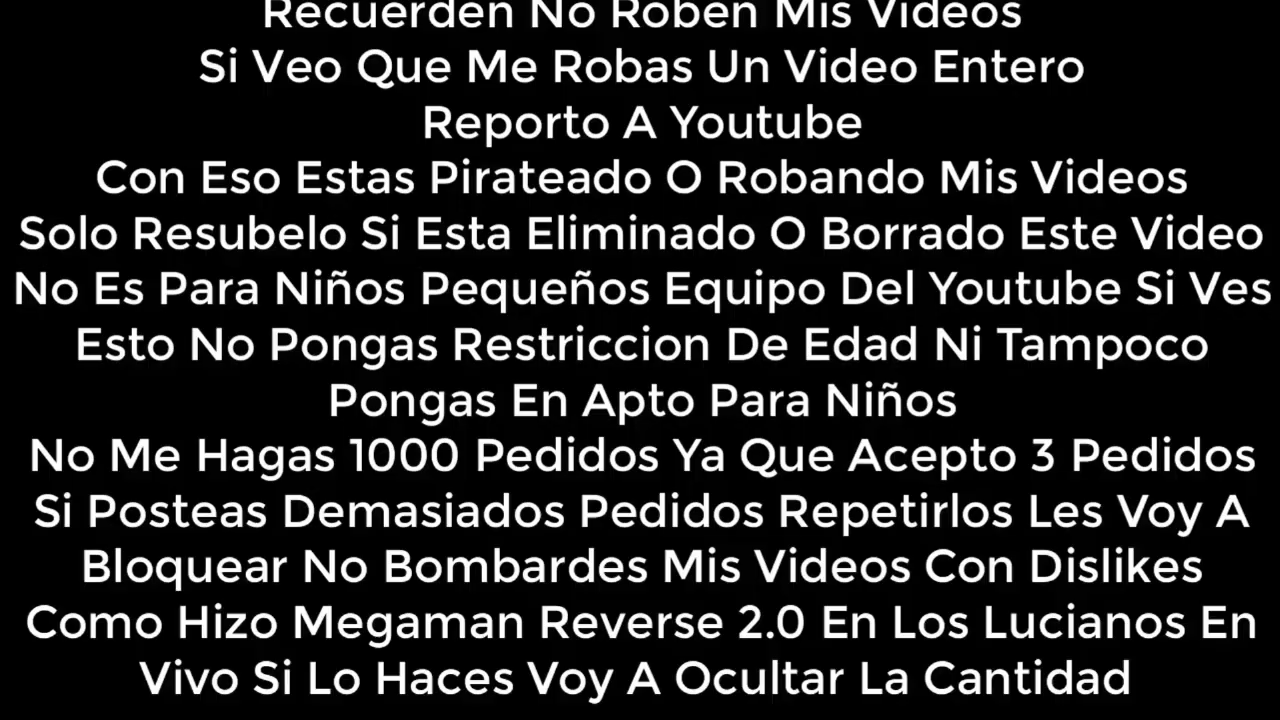 Recuerden No Roben Mis Videos
Si Veo Que Me Robas Un Video Entero
Reporto A Youtube
Con Eso Estas Pirateado O Robando Mis Videos
Solo Resubelo Si Esta Eliminado O Borrado Este Video
No Es Para Niños Pequeños Equipo Del Youtube Si Ves
Esto No Pongas Restriccion De Edad Ni Tampoco
Pongas En Apto Para Niños
No Me Hagas 1000 Pedidos Ya Que Acepto 3 Pedidos
Si Posteas Demasiados Pedidos Repetirlos Les Voy A
Bloquear No Bombardes Mis Videos Con Dislikes
Como Hizo Megaman Reverse 2.0 En Los Lucianos En
Vivo Si Lo Haces Voy A Ocultar La Cantidad